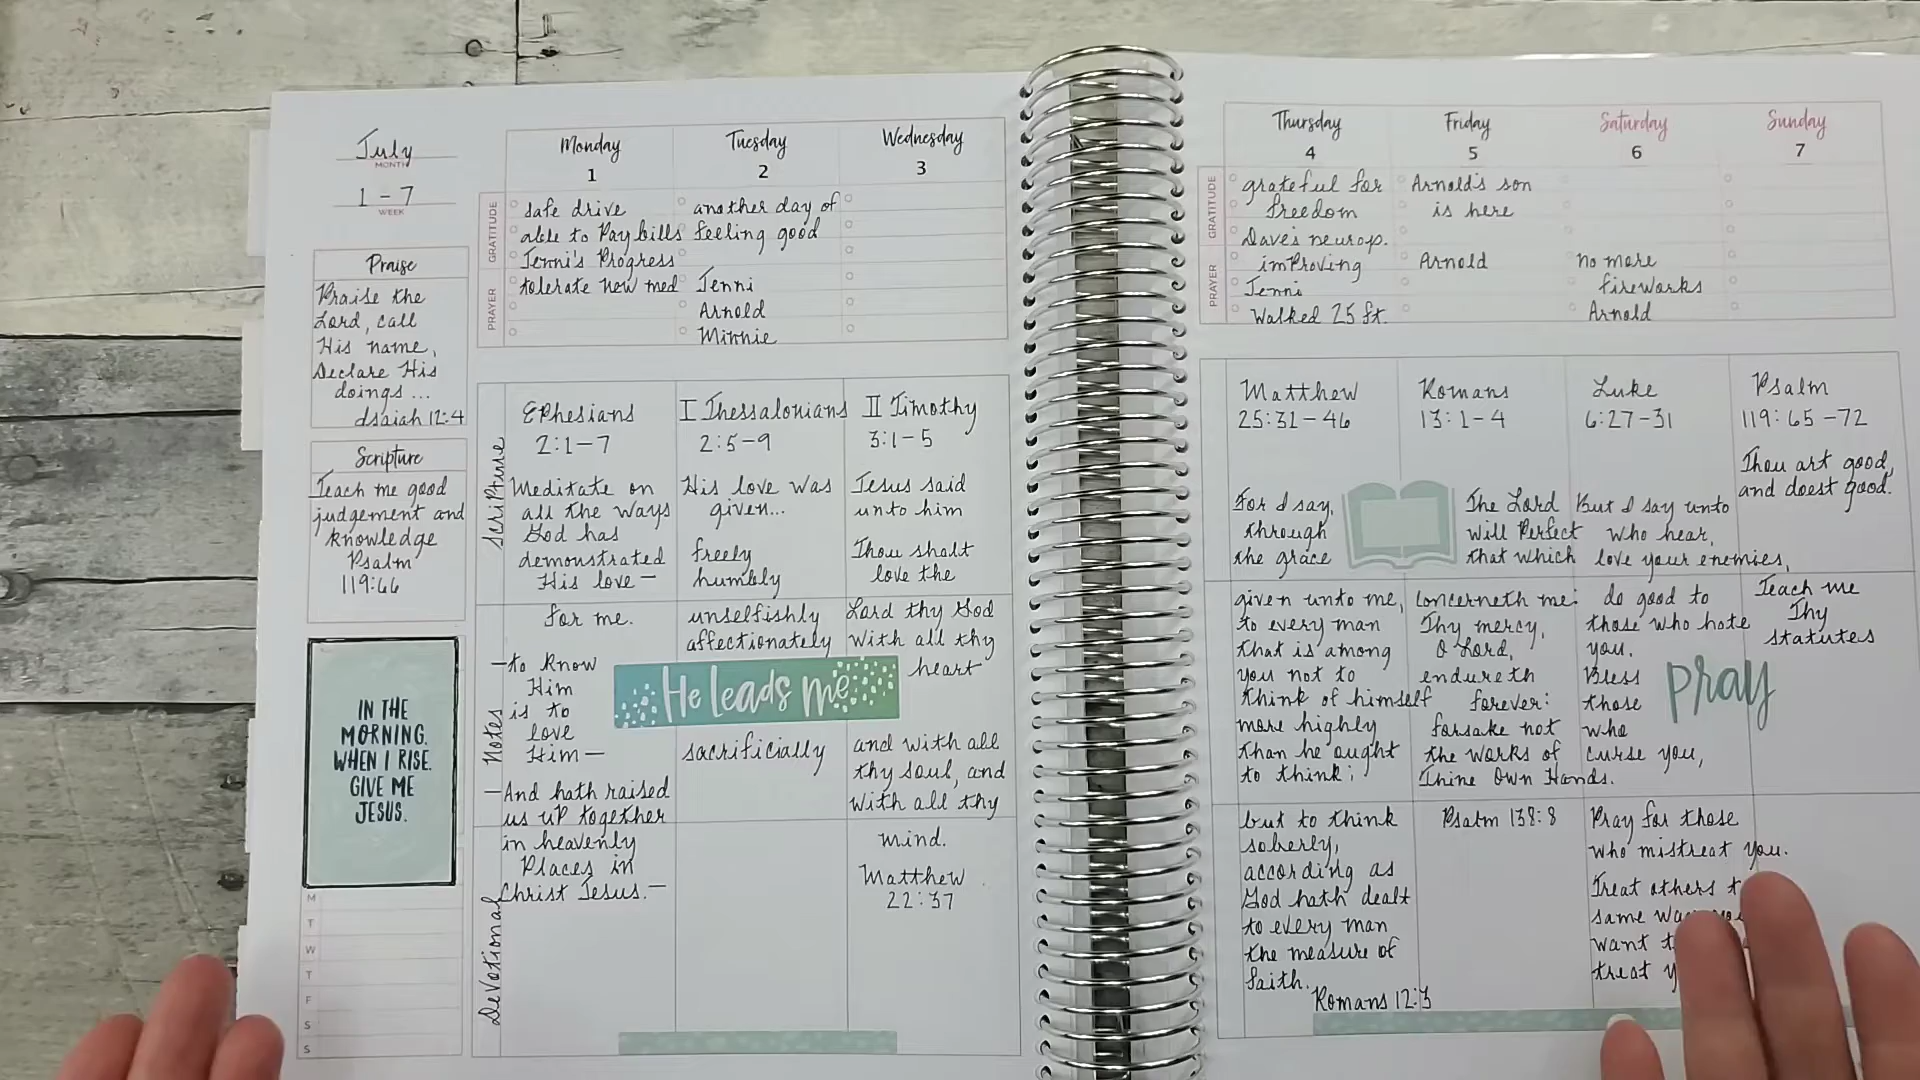 July
MONTH
1 - 7
WEEK
Praise
Praise the
Lord, call
His name,
Declare His
doings ...
Isaiah 12:4
Scripture
Teach me good
judgement and
knowledge
Psalm
119:66
IN THE
MORNING,
WHEN I RISE.
GIVE ME
JESUS.
M
T
W
T
F
S
S
GRATITUDE
PRAYER
Scripture
Notes
Devotional
Monday
1
safe drive
able to Pay bills
Jenni's Progress
tolerate new med
Ephesians
2:1-7
Meditate on
all the ways
God has
demonstrated
His love —
for me.
—to know
Him
is to
love
Him —
—And hath raised
us up together
in heavenly
Places in
Christ Jesus.—
Tuesday
2
another day of
feeling good
Jenni
Arnold
Minnie
I Thessalonians
2:5-9
His love was
given...
freely
humbly
unselfishly
affectionately
He leads me
sacrificially
Wednesday
3
II Timothy
3:1-5
Jesus said
unto him
Thou shalt
love the
Lord thy God
with all thy
heart
and with all
thy soul, and
with all thy
mind.
Matthew
22:37
GRATITUDE
PRAYER
Thursday
4
grateful for
freedom
Dave's neurop.
improving
Jenni
Walked 25 ft.
Matthew
25:31-46
For I say,
through
the grace
given unto me,
to every man
that is among
you not to
think of himself
more highly
than he ought
to think;
but to think
soberly,
according as
God hath dealt
to every man
the measure of
faith.
Romans 12:3
Friday
5
Arnold's son
is here
Arnold
Romans
13:1-4
The Lord
will Perfect
that which
concerneth me:
Thy mercy,
O Lord,
endureth
forever:
forsake not
the works of
Thine Own Hands.
Psalm 138:8
Saturday
6
no more
fireworks
Arnold
Luke
6:27-31
But I say unto
who hear,
love your enemies,
do good to
those who hate
you.
Bless
those
who
curse you,
Pray for those
who mistreat you.
Treat others
same
want
treat
Sunday
7
Psalm
119:65-72
Thou art good,
and doest good.
Teach me
Thy
statutes
pray